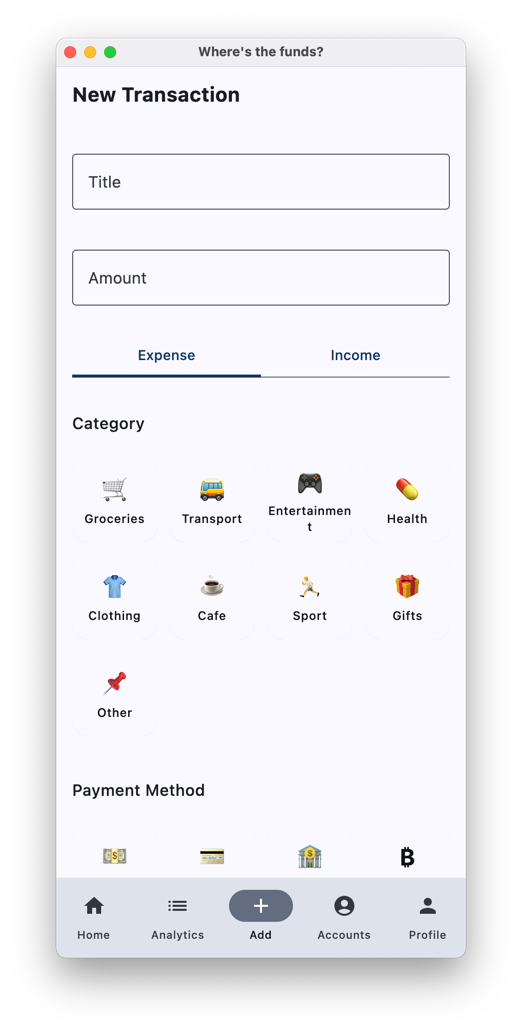 Where's the funds?
New Transaction
Title
Amount
Expense Income
Category
Groceries Transport Entertainmen
t Health
Clothing Cafe Sport Gifts
Other
Payment Method
Home Analytics Add Accounts Profile